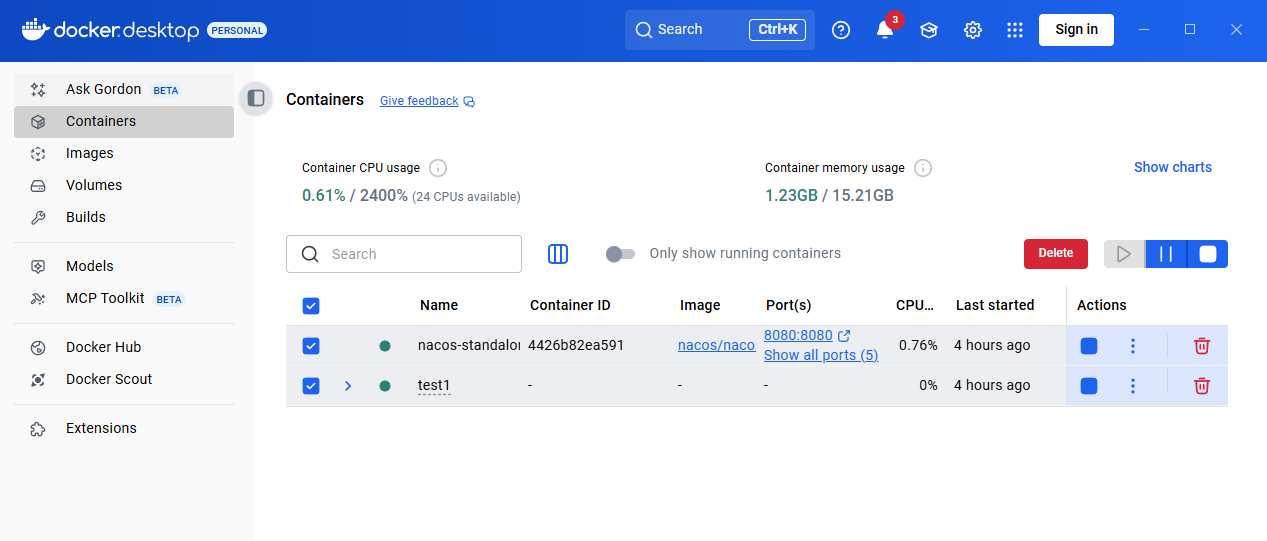 docker.desktop PERSONAL
Search Ctrl+K
3
Sign in
Ask Gordon BETA
Containers
Images
Volumes
Builds
Models
MCP Toolkit BETA
Docker Hub
Docker Scout
Extensions
Containers Give feedback
Container CPU usage
0.61% / 2400% (24 CPUs available)
Container memory usage
1.23GB / 15.21GB
Show charts
Search
Only show running containers
Delete
Name Container ID Image Port(s) CPU... Last started Actions
nacos-standalon 4426b82ea591 nacos/naco 8080:8080 0.76% 4 hours ago
Show all ports (5)
test1 - - - 0% 4 hours ago